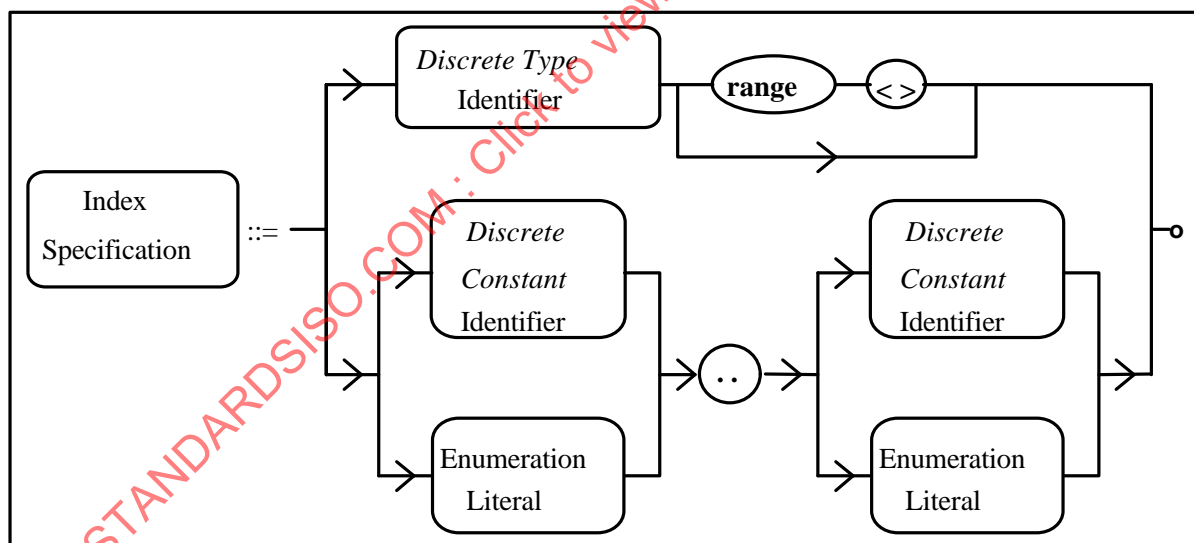 Discrete Type
Identifier
range
< >
Index
Specification
::=
Discrete
Constant
Identifier
Discrete
Constant
Identifier
. .
Enumeration
Literal
Enumeration
Literal
o
STANDARDSISO.COM : Click to view